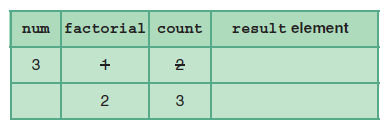 num factorial count result element
3 1 2
2 3